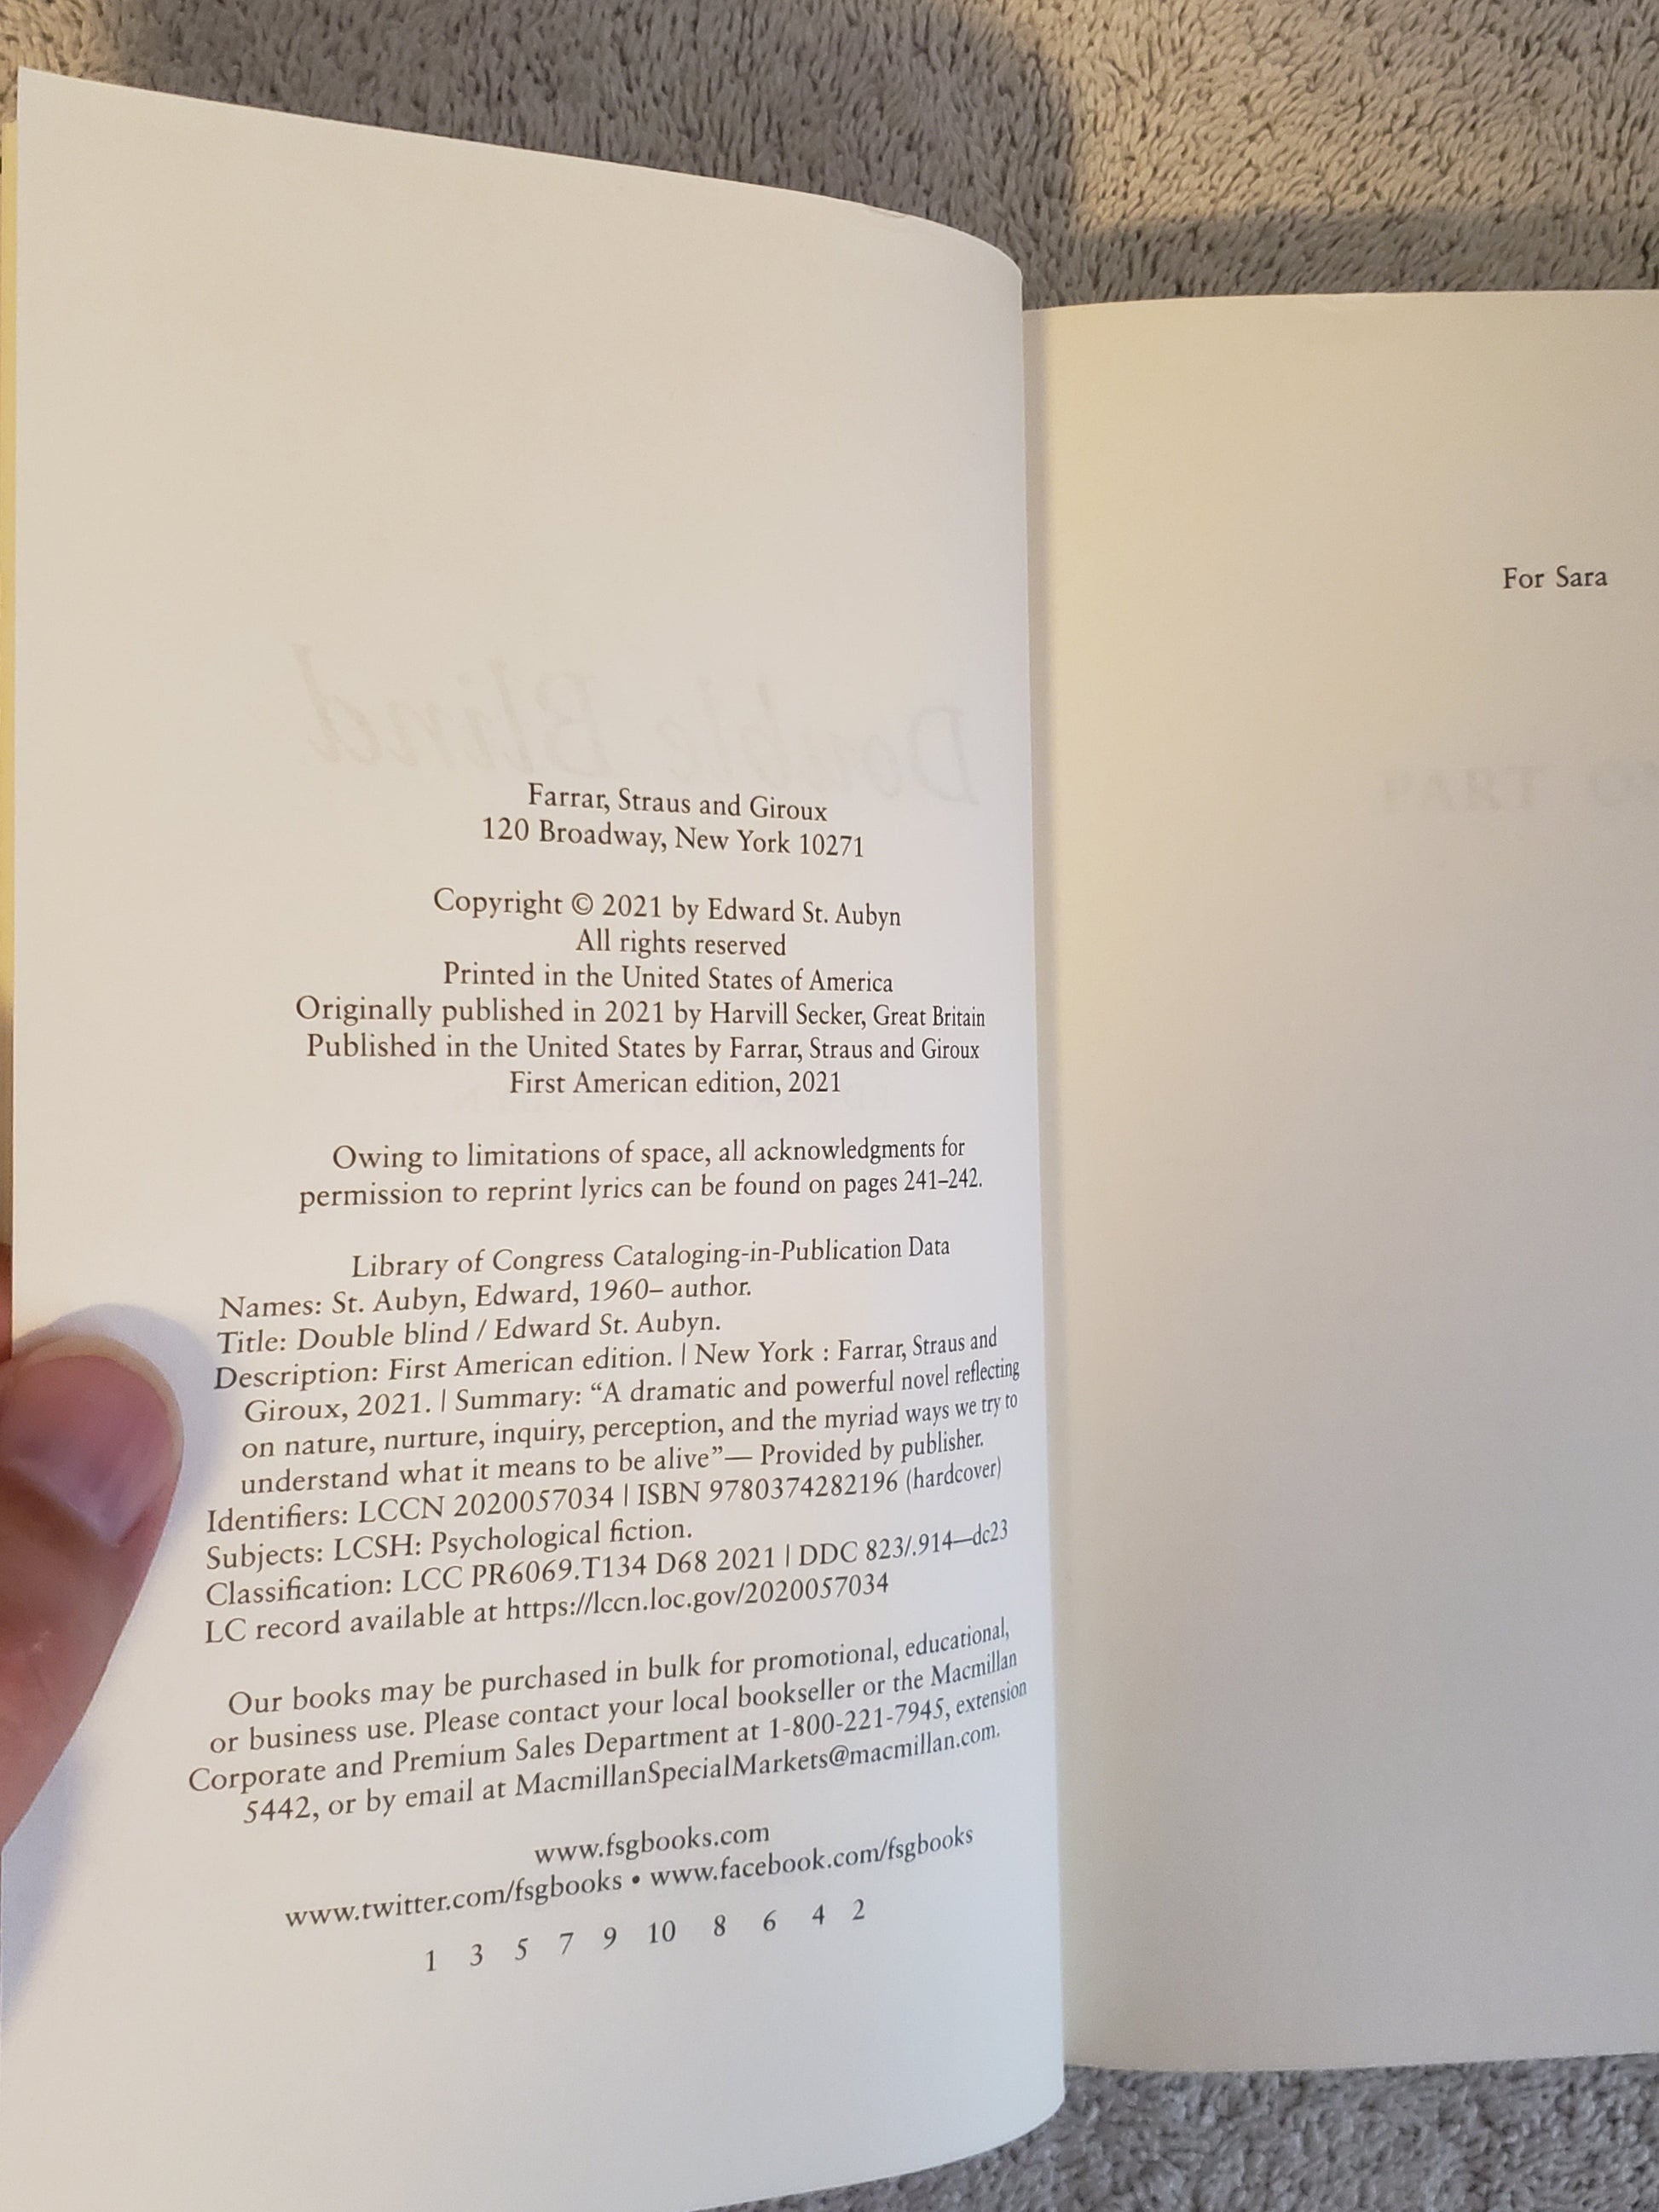 Double Blind
Farrar, Straus and Giroux
120 Broadway, New York 10271
Copyright © 2021 by Edward St. Aubyn
All rights reserved
Printed in the United States of America
Originally published in 2021 by Harvill Secker, Great Britain
Published in the United States by Farrar, Straus and Giroux
First American edition, 2021
Owing to limitations of space, all acknowledgments for
permission to reprint lyrics can be found on pages 241–242.
Library of Congress Cataloging-in-Publication Data
Names: St. Aubyn, Edward, 1960– author.
Title: Double blind / Edward St. Aubyn.
Description: First American edition. | New York : Farrar, Straus and
Giroux, 2021. | Summary: “A dramatic and powerful novel reflecting
on nature, nurture, inquiry, perception, and the myriad ways we try to
understand what it means to be alive”— Provided by publisher.
Identifiers: LCCN 2020057034 | ISBN 9780374282196 (hardcover)
Subjects: LCSH: Psychological fiction.
Classification: LCC PR6069.T134 D68 2021 | DDC 823/.914—dc23
LC record available at https://lccn.loc.gov/2020057034
Our books may be purchased in bulk for promotional, educational,
or business use. Please contact your local bookseller or the Macmillan
Corporate and Premium Sales Department at 1-800-221-7945, extension
5442, or by email at MacmillanSpecialMarkets@macmillan.com.
www.fsgbooks.com
www.twitter.com/fsgbooks • www.facebook.com/fsgbooks
1 3 5 7 9 10 8 6 4 2
For Sara
PART